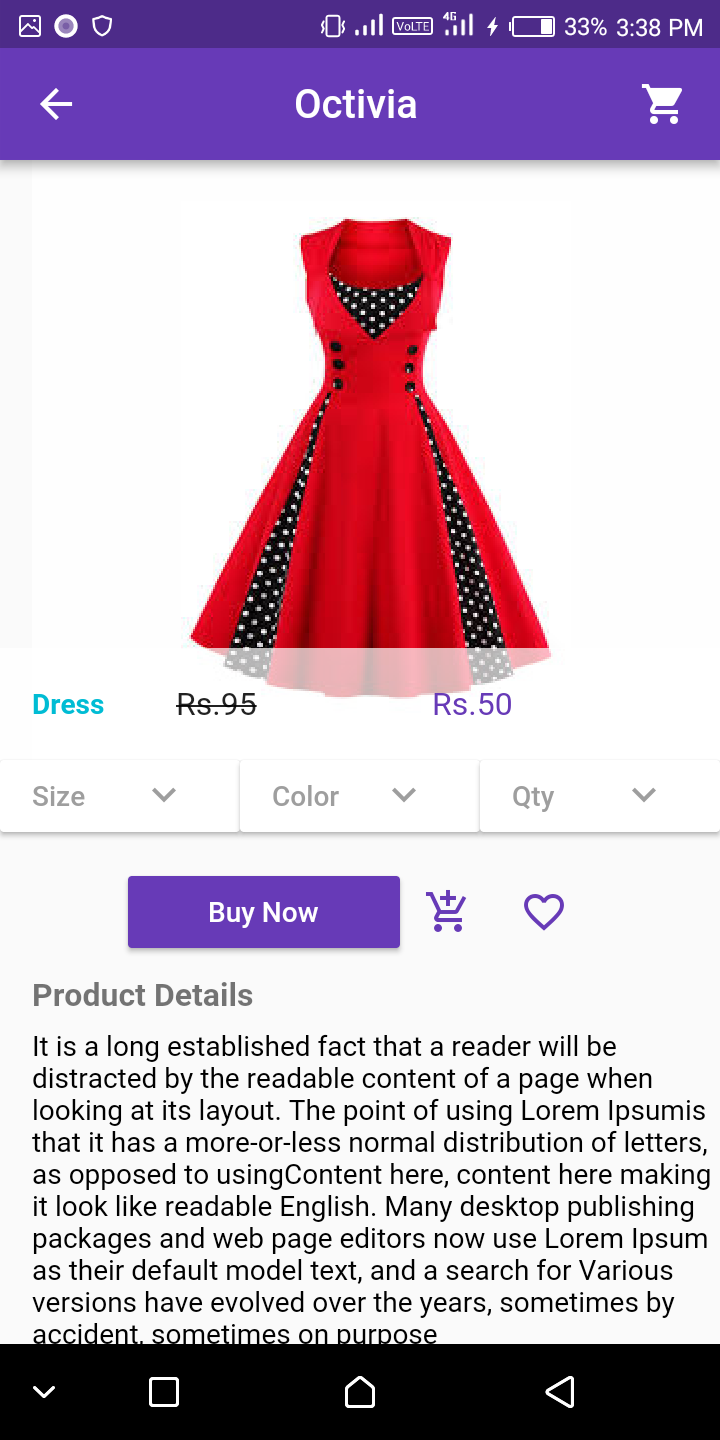 VoLTE 4G 33% 3:38 PM
Octivia
Dress Rs.95 Rs.50
Size Color Qty
Buy Now
Product Details
It is a long established fact that a reader will be
distracted by the readable content of a page when
looking at its layout. The point of using Lorem Ipsumis
that it has a more-or-less normal distribution of letters,
as opposed to usingContent here, content here making
it look like readable English. Many desktop publishing
packages and web page editors now use Lorem Ipsum
as their default model text, and a search for Various
versions have evolved over the years, sometimes by
accident, sometimes on purpose